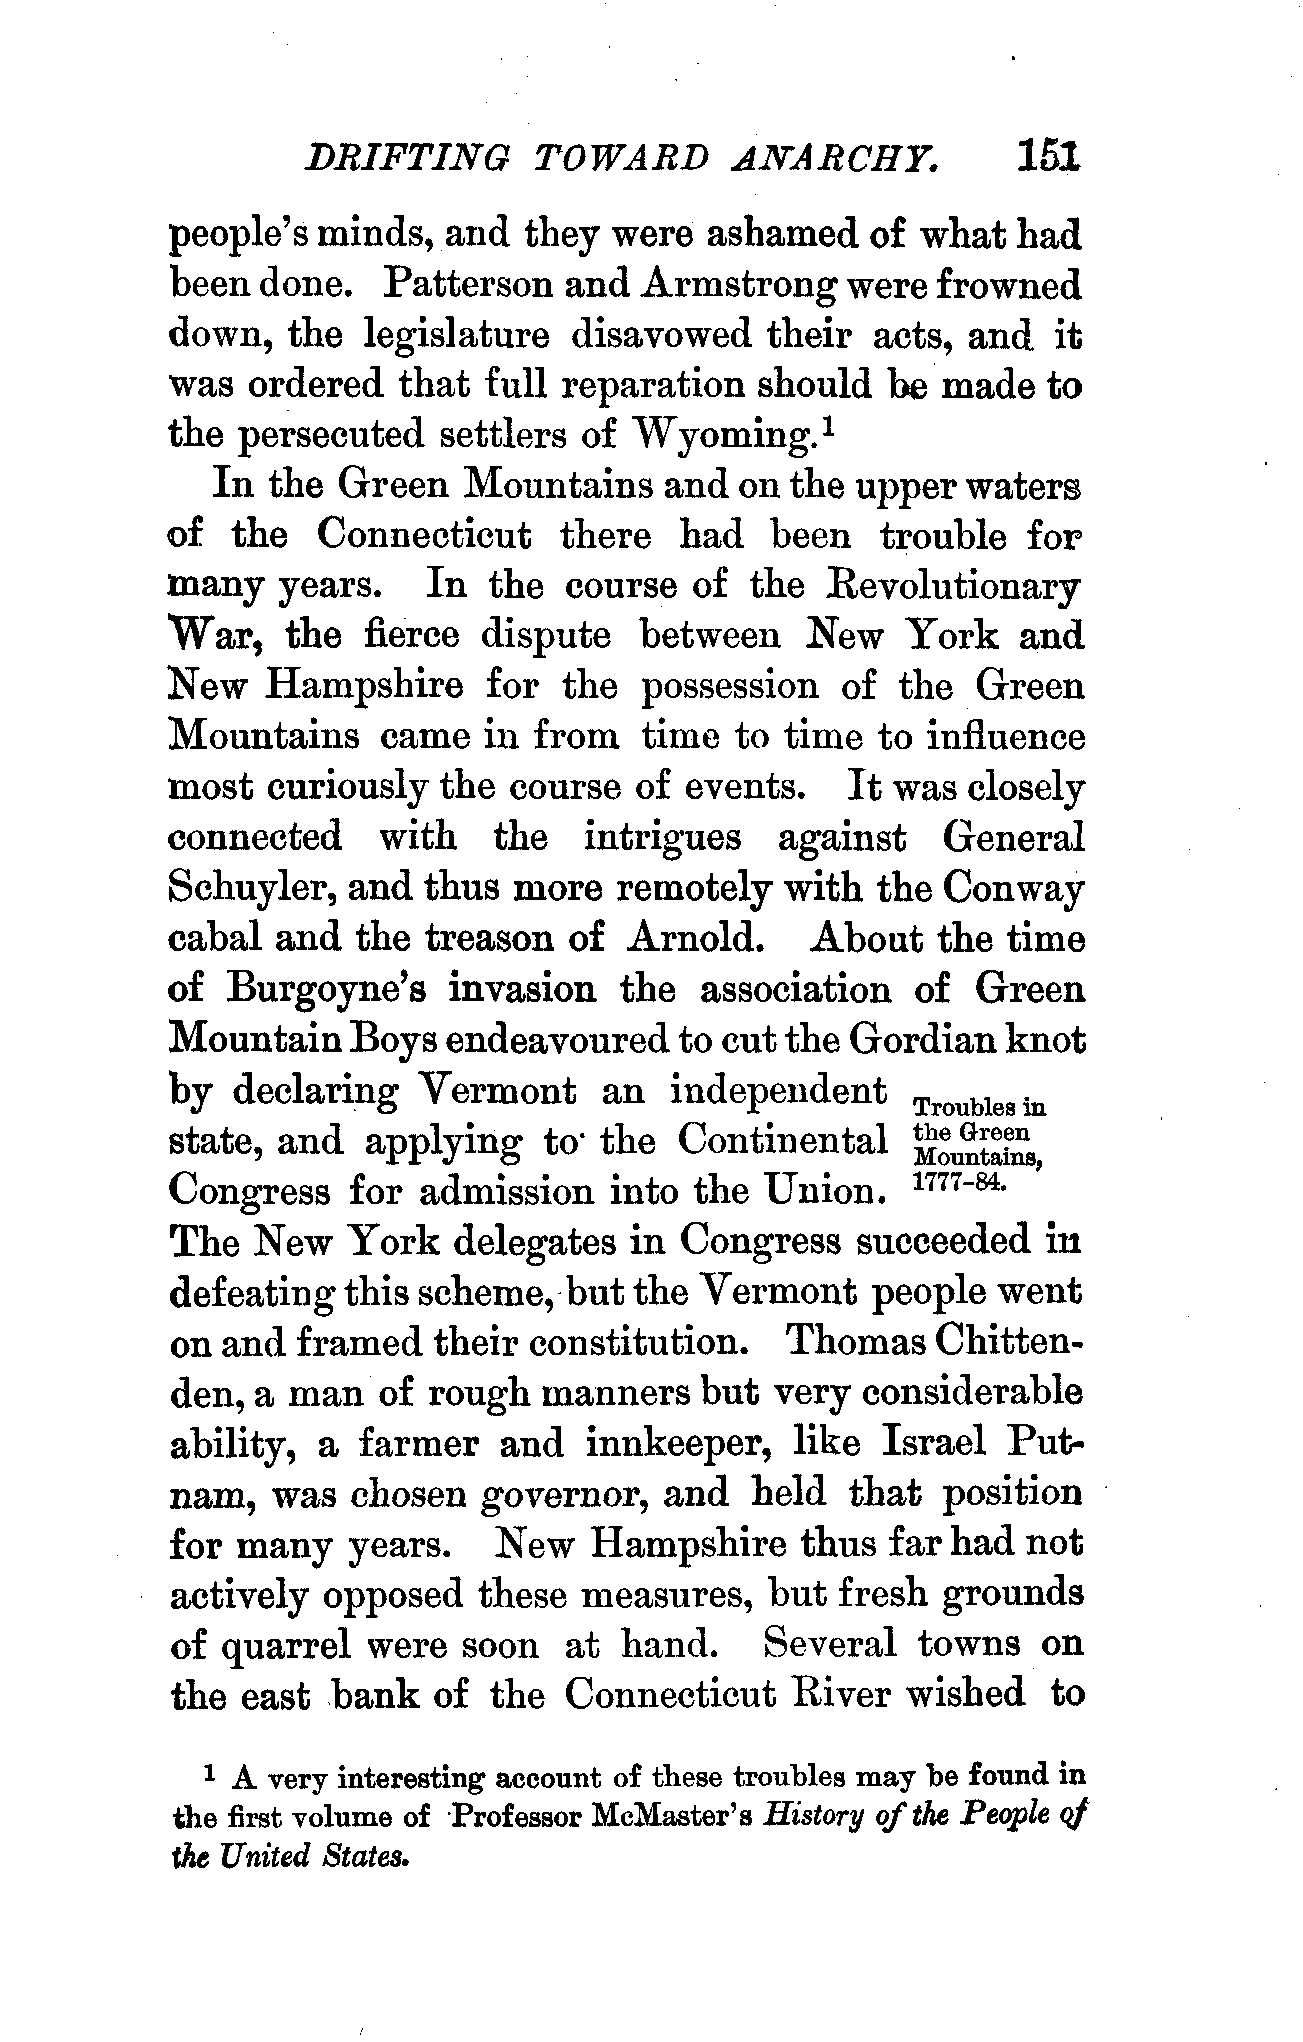 DRIFTING TOWARD ANARCHY. 151
people's minds, and they were ashamed of what had
been done. Patterson and Armstrong were frowned
down, the legislature disavowed their acts, and it
was ordered that full reparation should be made to
the persecuted settlers of Wyoming.¹
In the Green Mountains and on the upper waters
of the Connecticut there had been trouble for
many years. In the course of the Revolutionary
War, the fierce dispute between New York and
New Hampshire for the possession of the Green
Mountains came in from time to time to influence
most curiously the course of events. It was closely
connected with the intrigues against General
Schuyler, and thus more remotely with the Conway
cabal and the treason of Arnold. About the time
of Burgoyne's invasion the association of Green
Mountain Boys endeavoured to cut the Gordian knot
by declaring Vermont an independent
state, and applying to the Continental
Congress for admission into the Union.
Troubles in
the Green
Mountains,
1777-84.
The New York delegates in Congress succeeded in
defeating this scheme, but the Vermont people went
on and framed their constitution. Thomas Chitten-
den, a man of rough manners but very considerable
ability, a farmer and innkeeper, like Israel Put-
nam, was chosen governor, and held that position
for many years. New Hampshire thus far had not
actively opposed these measures, but fresh grounds
of quarrel were soon at hand. Several towns on
the east bank of the Connecticut River wished to
¹ A very interesting account of these troubles may be found in
the first volume of Professor McMaster's History of the People of
the United States.